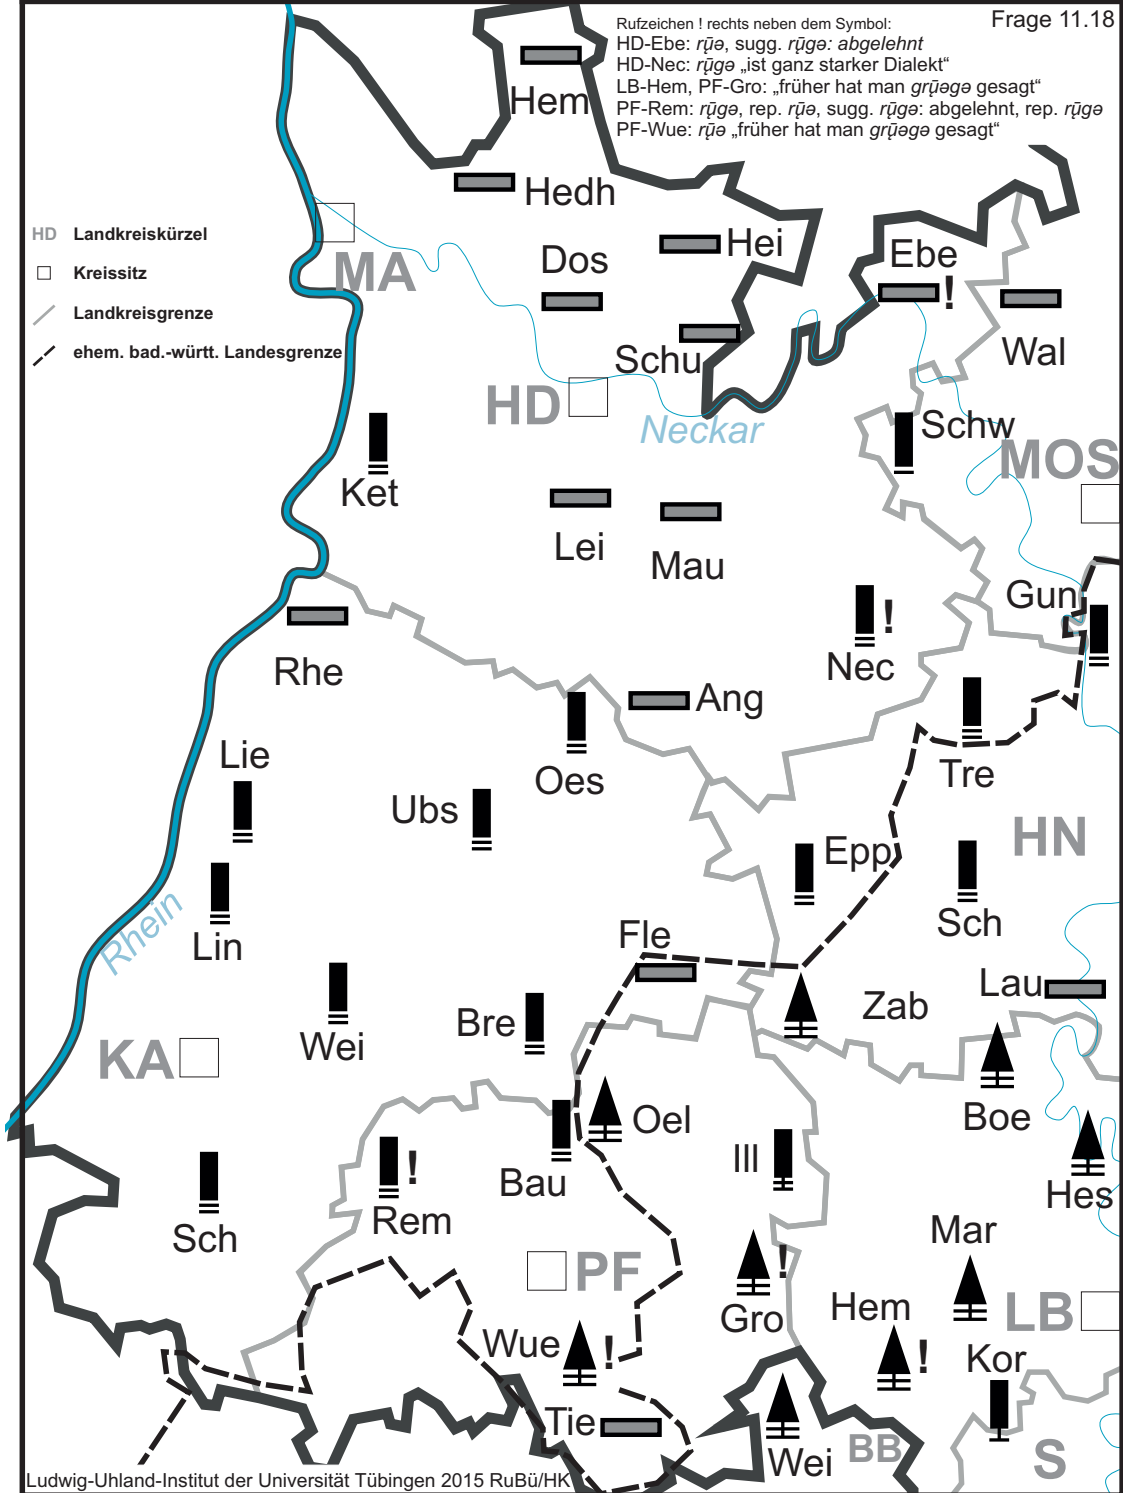 Frage 11.18
Rufzeichen ! rechts neben dem Symbol:
HD-Ebe: rūə, sugg. rūgə: abgelehnt
HD-Nec: rūgə „ist ganz starker Dialekt“
LB-Hem, PF-Gro: „früher hat man grūəgə gesagt“
PF-Rem: rūgə, rep. rūə, sugg. rūgə: abgelehnt, rep. rūgə
PF-Wue: rūə „früher hat man grūəgə gesagt“
Hem
Hedh
HD Landkreiskürzel
Kreissitz
Landkreisgrenze
ehem. bad.-württ. Landesgrenze
MA
Dos
Hei
Ebe
!
Wal
Schu
HD
Neckar
Schw
MOS
Ket
Lei
Mau
Gun
Nec
!
Rhe
Ang
Oes
Tre
Lie
Ubs
HN
Epp
Rhein
Lin
Sch
Fle
Lau
Zab
Wei
Bre
KA
Boe
Oel
Bau
Ill
Hes
Rem
!
Sch
Mar
PF
Gro
!
Hem
!
LB
Wue
!
Kor
Tie
Wei
BB
S
Ludwig-Uhland-Institut der Universität Tübingen 2015 RuBü/HK